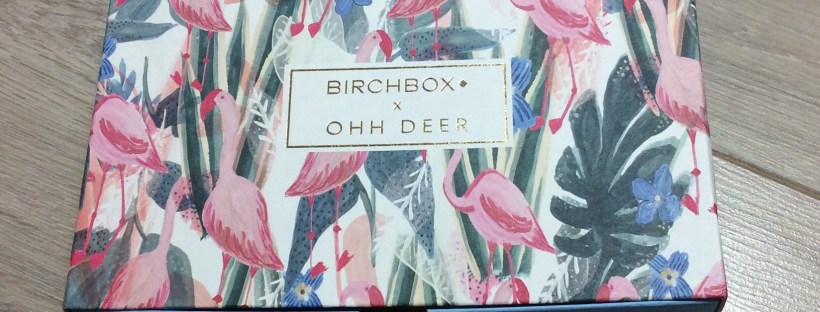 BIRCHBOX♦
x
OHH DEER